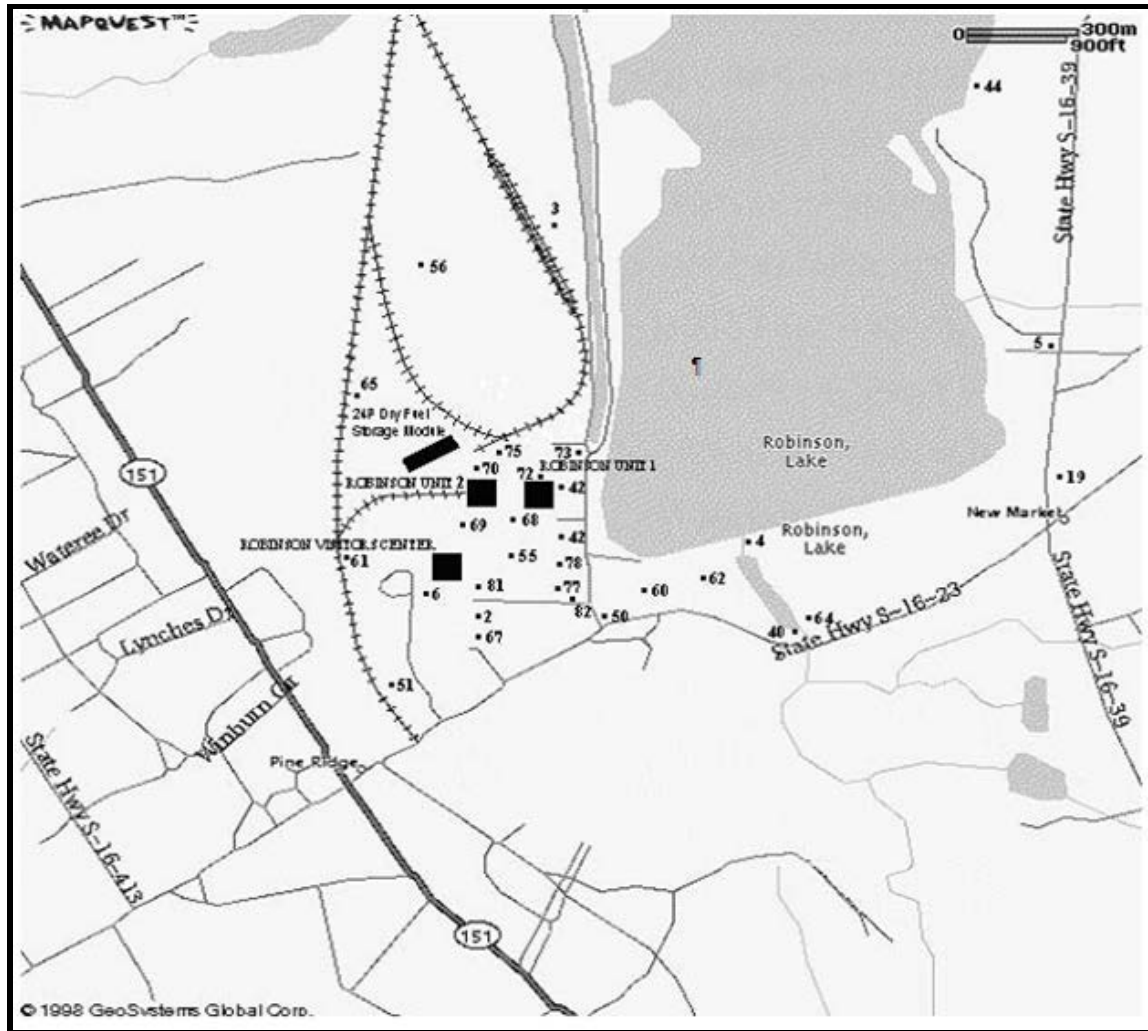 MAPQUEST™
0 300m
900ft
44
State Hwy S-16-39
3
56
5
65
24P Dry Fuel
Storage Module
¶
Robinson,
Lake
75
73
70
72
ROBINSON UNIT 1
ROBINSON UNIT 2
42
19
151
New Market
69
68
42
Robinson,
Lake
4
Wateree Dr
ROBINSON VISITORS CENTER
61
55
78
6
81
77
60
62
82
50
2
67
40
64
State Hwy S-16-23
State Hwy S-16-39
Lynches Dr
51
Winburn Cir
Pine Ridge
State Hwy S-16-413
151
© 1998 GeoSystems Global Corp.